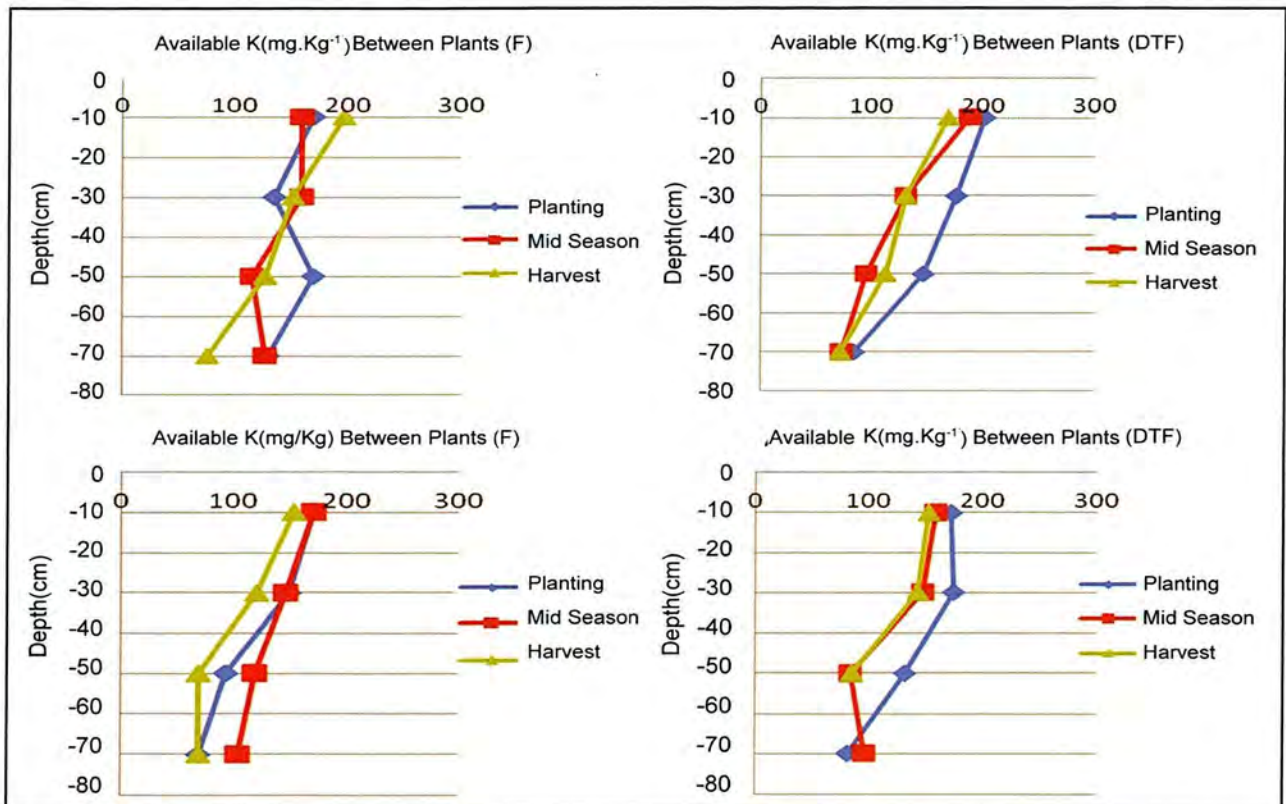 Available K(mg.Kg⁻¹) Between Plants (F)
0
0 100 200 300
-10
-20
-30
-40
-50
-60
-70
-80
Depth(cm)
Planting
Mid Season
Harvest
Available K(mg.Kg⁻¹) Between Plants (DTF)
0
0 100 200 300
-10
-20
-30
-40
-50
-60
-70
-80
Depth(cm)
Planting
Mid Season
Harvest
Available K(mg/Kg) Between Plants (F)
0
0 100 200 300
-10
-20
-30
-40
-50
-60
-70
-80
Depth(cm)
Planting
Mid Season
Harvest
Available K(mg.Kg⁻¹) Between Plants (DTF)
0
0 100 200 300
-10
-20
-30
-40
-50
-60
-70
-80
Depth(cm)
Planting
Mid Season
Harvest